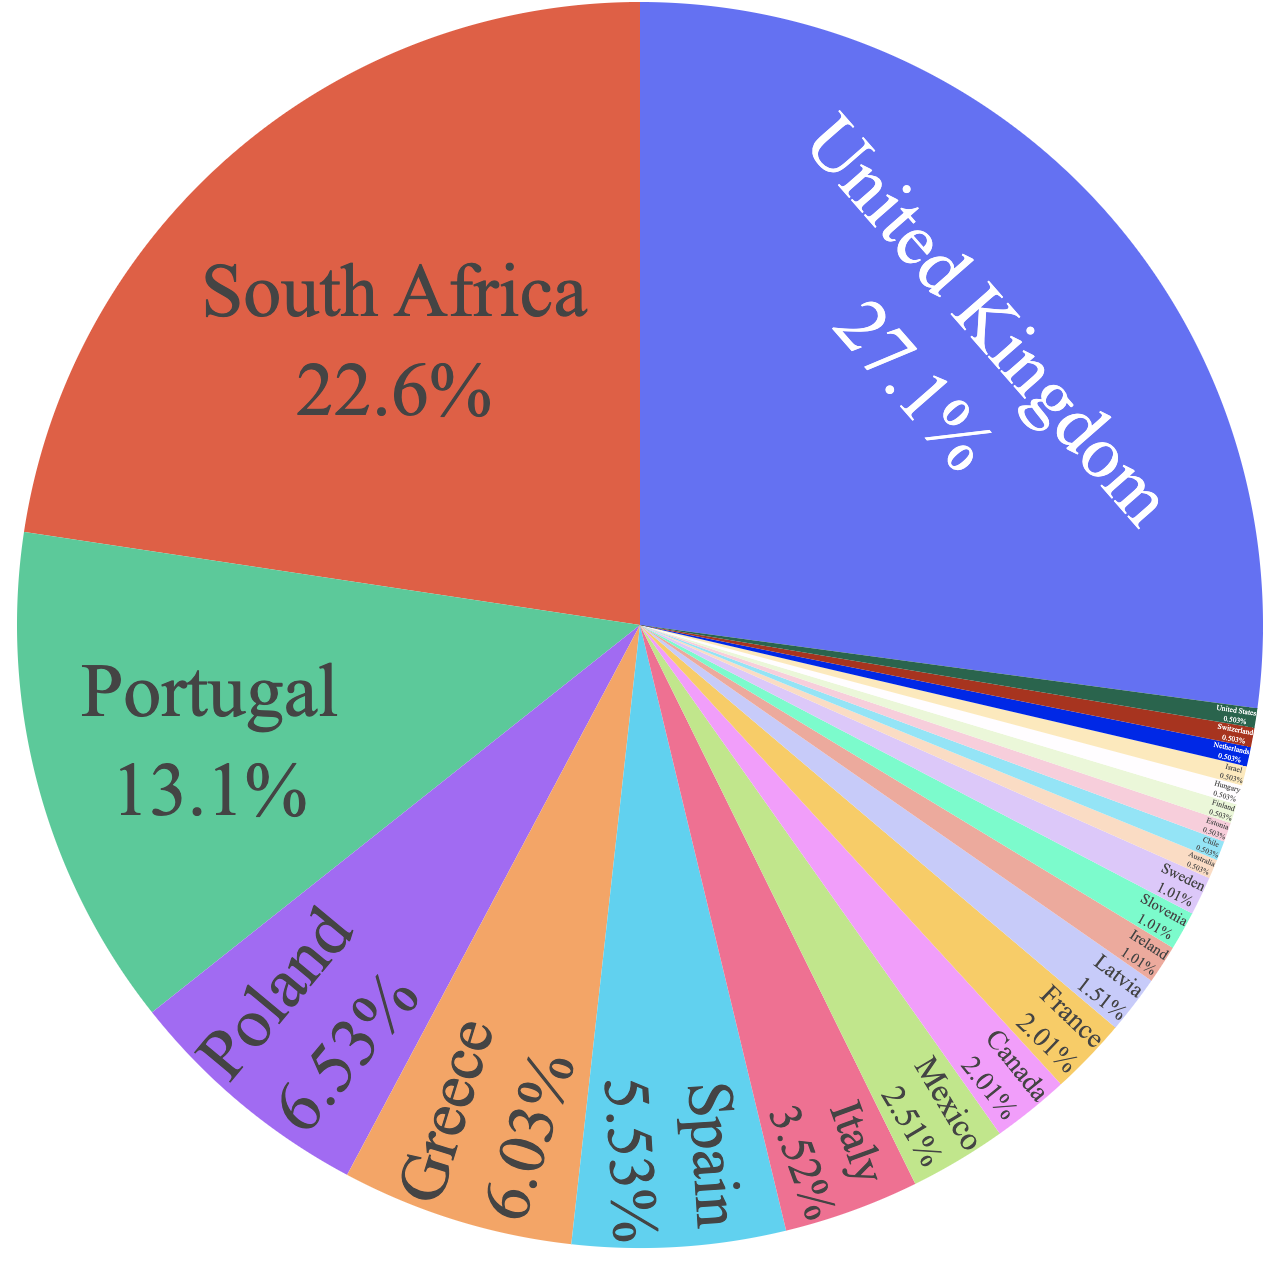 United Kingdom
27.1%
South Africa
22.6%
Portugal
13.1%
Poland
6.53%
Greece
6.03%
Spain
5.53%
Italy
3.52%
Mexico
2.51%
Canada
2.01%
France
2.01%
Latvia
1.51%
Ireland
1.01%
Slovenia
1.01%
Sweden
1.01%
Australia
0.503%
Chile
0.503%
Estonia
0.503%
Finland
0.503%
Hungary
0.503%
Israel
0.503%
Netherlands
0.503%
Switzerland
0.503%
United States
0.503%